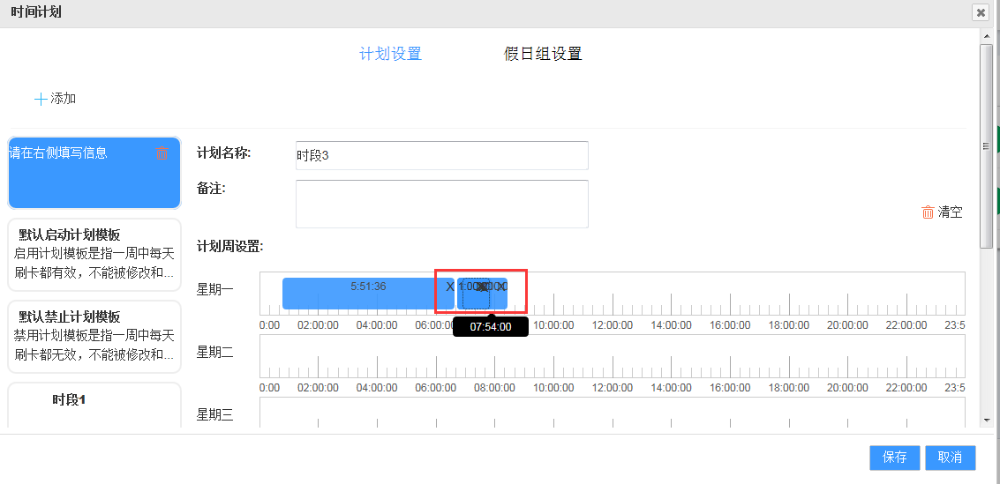 时间计划
计划设置
假日组设置
添加
请在右侧填写信息
计划名称:
时段3
备注:
清空
默认启动计划模板
启用计划模板是指一周中每天
刷卡都有效，不能被修改和...
计划周设置:
星期一
5:51:36
X
X
0:00 02:00:00 04:00:00 06:00 10:00:00 12:00:00 14:00:00 16:00:00 18:00:00 20:00:00 22:00:00 23:5
07:54:00
默认禁止计划模板
禁用计划模板是指一周中每天
刷卡都无效，不能被修改和...
星期二
0:00 02:00:00 04:00:00 06:00:00 08:00:00 10:00:00 12:00:00 14:00:00 16:00:00 18:00:00 20:00:00 22:00:00 23:5
时段1
星期三
保存
取消